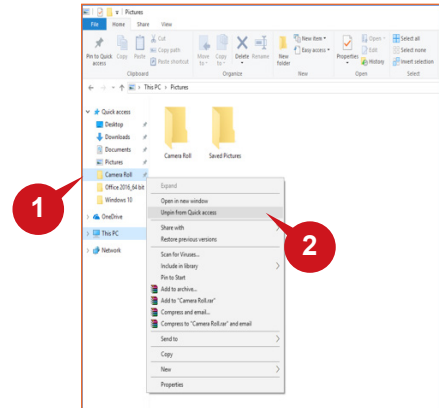 Pictures
File Home Share View
Pin to Quick access
Copy
Paste
Cut
Copy path
Paste shortcut
Move to
Copy to
Delete
Rename
New folder
New item
Easy access
Properties
Open
Edit
History
Select all
Select none
Invert selection
Clipboard
Organize
New
Open
Select
This PC > Pictures
Quick access
Desktop
Downloads
Documents
Pictures
Camera Roll
Office 2016_64 bit
Windows 10
OneDrive
This PC
Network
Camera Roll
Saved Pictures
Expand
Open in new window
Unpin from Quick access
Share with
Restore previous versions
Scan for Viruses...
Include in library
Pin to Start
Add to archive...
Add to "Camera Roll.rar"
Compress and email...
Compress to "Camera Roll.rar" and email
Send to
Copy
New
Properties
1
2